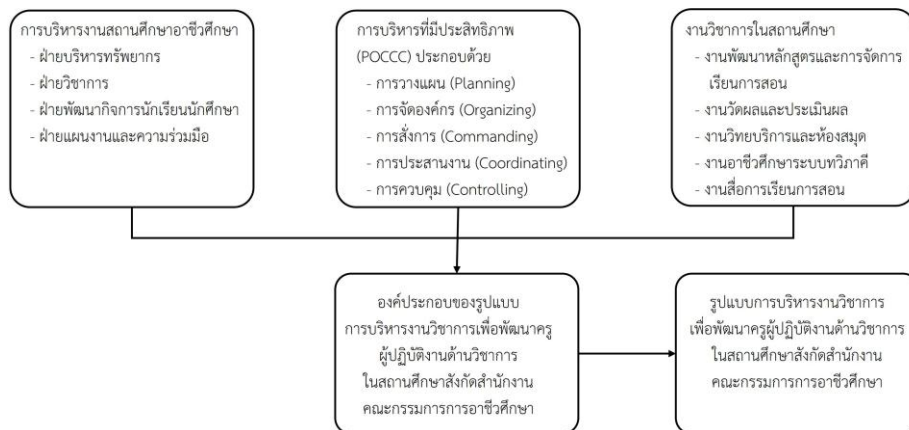 การบริหารงานสถานศึกษาอาชีวศึกษา
- ฝ่ายบริหารทรัพยากร
- ฝ่ายวิชาการ
- ฝ่ายพัฒนากิจการนักเรียนนักศึกษา
- ฝ่ายแผนงานและความร่วมมือ
การบริหารที่มีประสิทธิภาพ
(POCCC) ประกอบด้วย
- การวางแผน (Planning)
- การจัดองค์กร (Organizing)
- การสั่งการ (Commanding)
- การประสานงาน (Coordinating)
- การควบคุม (Controlling)
งานวิชาการในสถานศึกษา
- งานพัฒนาหลักสูตรและการจัดการ
เรียนการสอน
- งานวัดผลและประเมินผล
- งานวิทยบริการและห้องสมุด
- งานอาชีวศึกษาระบบทวิภาคี
- งานสื่อการเรียนการสอน
องค์ประกอบของรูปแบบ
การบริหารงานวิชาการเพื่อพัฒนาครู
ผู้ปฏิบัติงานด้านวิชาการ
ในสถานศึกษาสังกัดสำนักงาน
คณะกรรมการการอาชีวศึกษา
รูปแบบการบริหารงานวิชาการ
เพื่อพัฒนาครูผู้ปฏิบัติงานด้านวิชาการ
ในสถานศึกษาสังกัดสำนักงาน
คณะกรรมการการอาชีวศึกษา